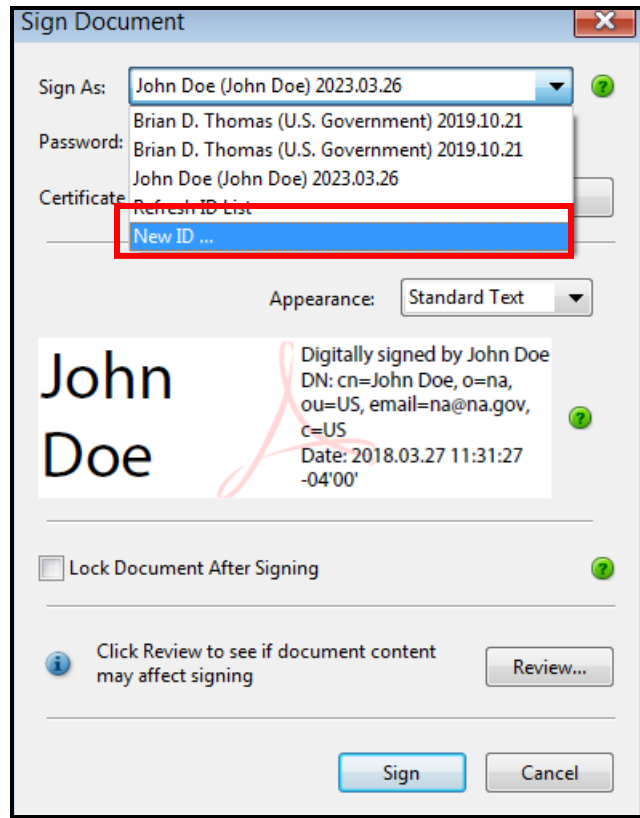 Sign Document
Sign As: John Doe (John Doe) 2023.03.26
Brian D. Thomas (U.S. Government) 2019.10.21
Password:
Brian D. Thomas (U.S. Government) 2019.10.21
John Doe (John Doe) 2023.03.26
Certificate
Refresh ID List
New ID ...
Appearance: Standard Text
John
Doe
Digitally signed by John Doe
DN: cn=John Doe, o=na,
ou=US, email=na@na.gov,
c=US
Date: 2018.03.27 11:31:27
-04'00'
Lock Document After Signing
Click Review to see if document content
may affect signing
Review...
Sign Cancel